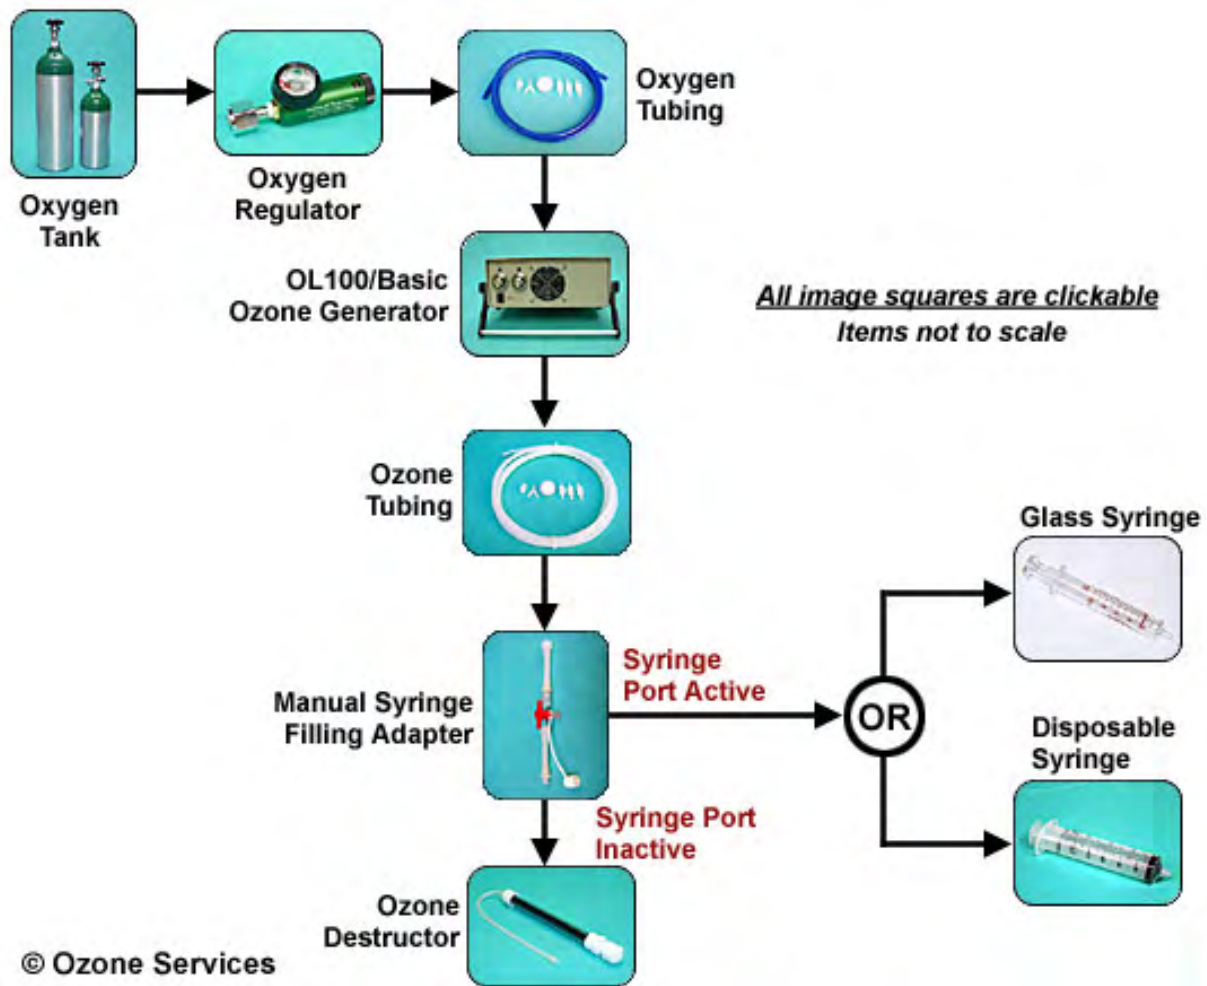 Oxygen
Tank
Oxygen
Regulator
Oxygen
Tubing
OL100/Basic
Ozone Generator
All image squares are clickable
Items not to scale
Ozone
Tubing
Manual Syringe
Filling Adapter
Syringe
Port Active
OR
Glass Syringe
Disposable
Syringe
Syringe Port
Inactive
Ozone
Destructor
© Ozone Services